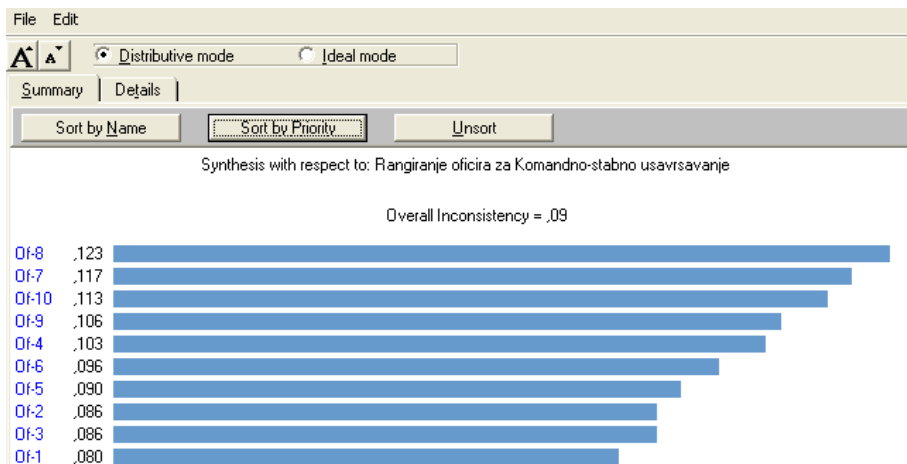 File Edit
A A Distributive mode Ideal mode
Summary Details
Sort by Name Sort by Priority Unsort
Synthesis with respect to: Rangiranje oficira za Komandno-stabno usavrsavanje
Overall Inconsistency = ,09
Of-8 ,123
Of-7 ,117
Of-10 ,113
Of-9 ,106
Of-4 ,103
Of-6 ,096
Of-5 ,090
Of-2 ,086
Of-3 ,086
Of-1 ,080